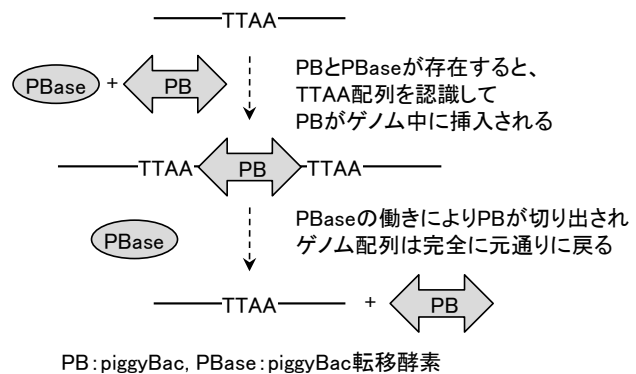 TTAA
PBase + PB
PBとPBaseが存在すると、
TTAA配列を認識して
PBがゲノム中に挿入される
TTAA PB TTAA
PBase
PBaseの働きによりPBが切り出され
ゲノム配列は完全に元通りに戻る
TTAA + PB
PB：piggyBac, PBase：piggyBac転移酵素